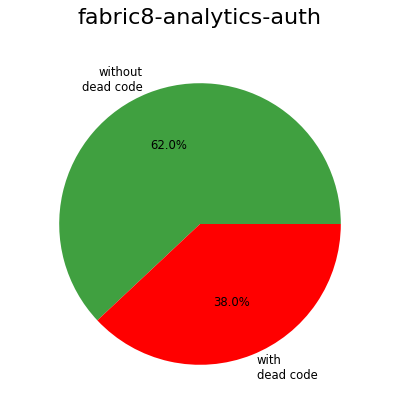 fabric8-analytics-auth
without
dead code
62.0%
38.0%
with
dead code